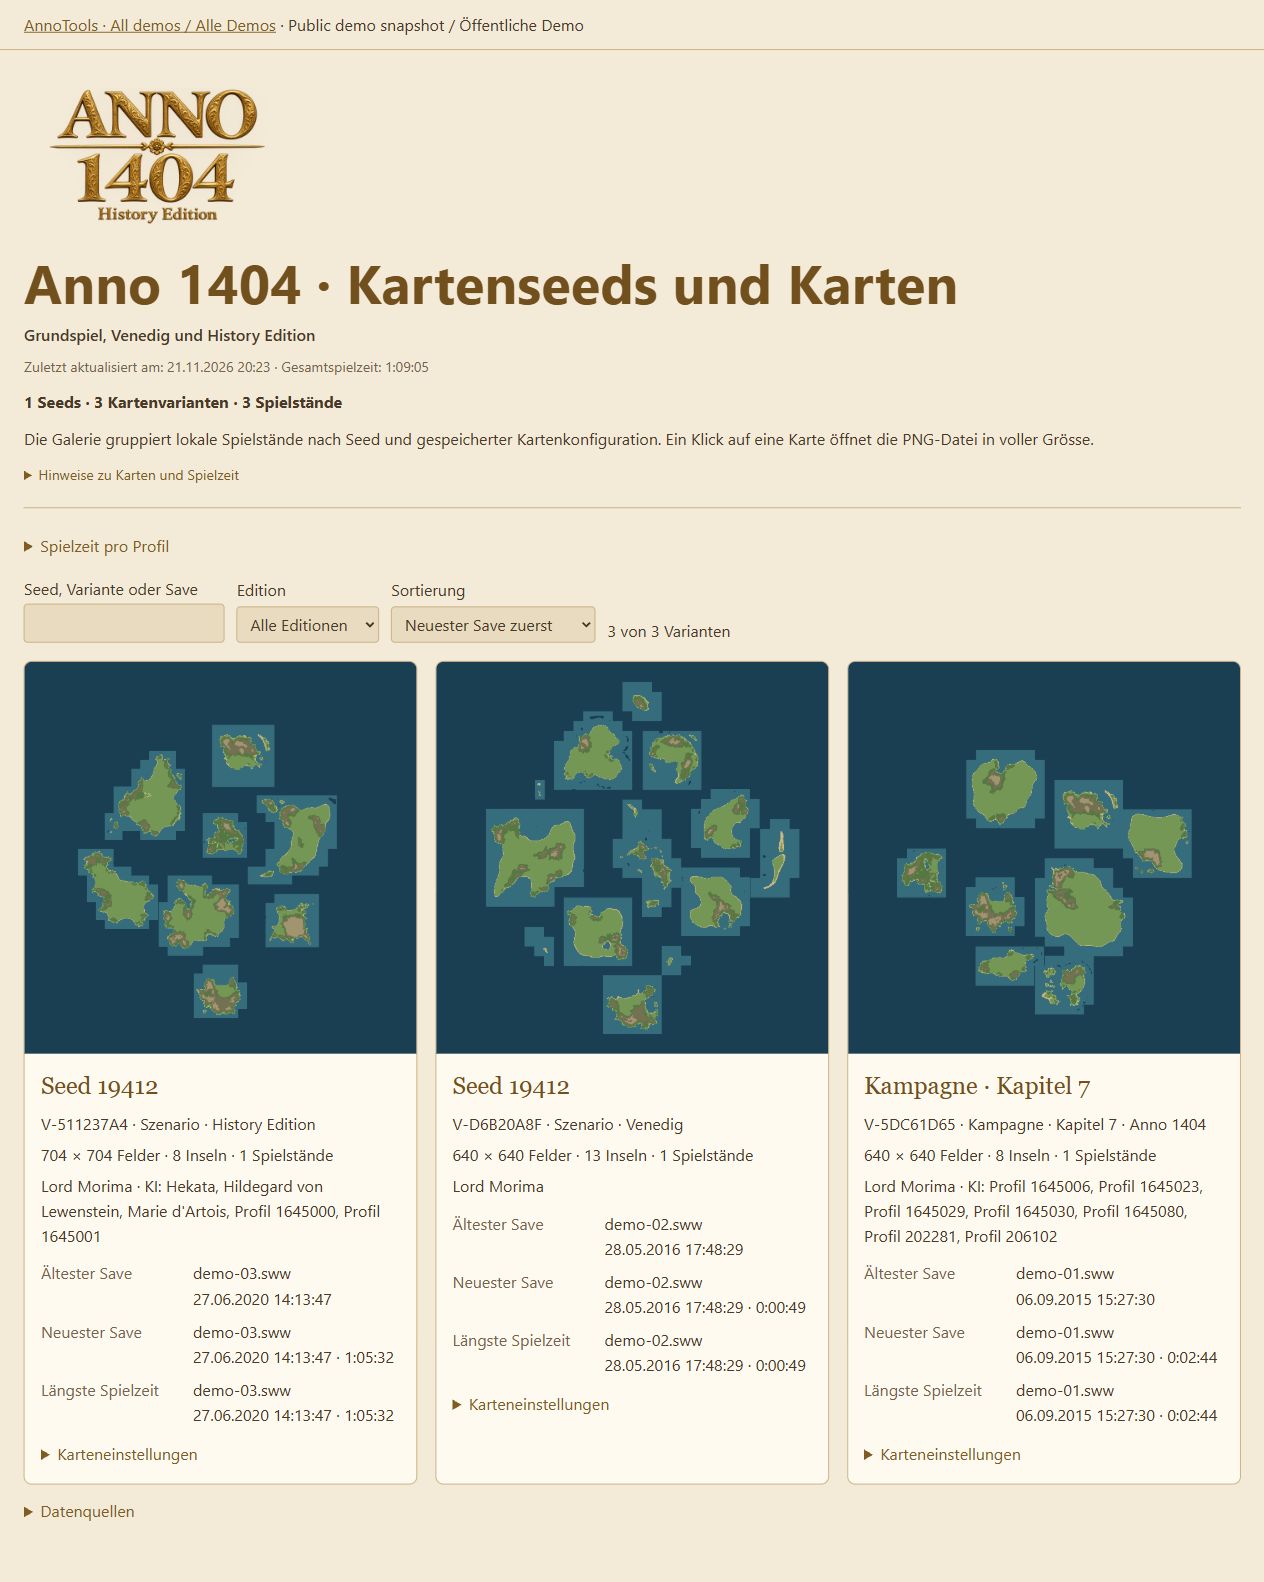 AnnoTools · All demos / Alle Demos · Public demo snapshot / Öffentliche Demo
ANNO
1404
History Edition
Anno 1404 · Kartenseeds und Karten
Grundspiel, Venedig und History Edition
Zuletzt aktualisiert am: 21.11.2026 20:23 · Gesamtspielzeit: 1:09:05
1 Seeds · 3 Kartenvarianten · 3 Spielstände
Die Galerie gruppiert lokale Spielstände nach Seed und gespeicherter Kartenkonfiguration. Ein Klick auf eine Karte öffnet die PNG-Datei in voller Grösse.
Hinweise zu Karten und Spielzeit
Spielzeit pro Profil
Seed, Variante oder Save
Edition
Alle Editionen
Sortierung
Neuester Save zuerst
3 von 3 Varianten
Seed 19412
V-511237A4 · Szenario · History Edition
704 × 704 Felder · 8 Inseln · 1 Spielstände
Lord Morima · KI: Hekata, Hildegard von
Lewenstein, Marie d'Artois, Profil 1645000, Profil
1645001
Ältester Save demo-03.sww
27.06.2020 14:13:47
Neuester Save demo-03.sww
27.06.2020 14:13:47 · 1:05:32
Längste Spielzeit demo-03.sww
27.06.2020 14:13:47 · 1:05:32
Karteneinstellungen
Seed 19412
V-D6B20A8F · Szenario · Venedig
640 × 640 Felder · 13 Inseln · 1 Spielstände
Lord Morima
Ältester Save demo-02.sww
28.05.2016 17:48:29
Neuester Save demo-02.sww
28.05.2016 17:48:29 · 0:00:49
Längste Spielzeit demo-02.sww
28.05.2016 17:48:29 · 0:00:49
Karteneinstellungen
Kampagne · Kapitel 7
V-5DC61D65 · Kampagne · Kapitel 7 · Anno 1404
640 × 640 Felder · 8 Inseln · 1 Spielstände
Lord Morima · KI: Profil 1645006, Profil 1645023,
Profil 1645029, Profil 1645030, Profil 1645080,
Profil 202281, Profil 206102
Ältester Save demo-01.sww
06.09.2015 15:27:30
Neuester Save demo-01.sww
06.09.2015 15:27:30 · 0:02:44
Längste Spielzeit demo-01.sww
06.09.2015 15:27:30 · 0:02:44
Karteneinstellungen
Datenquellen